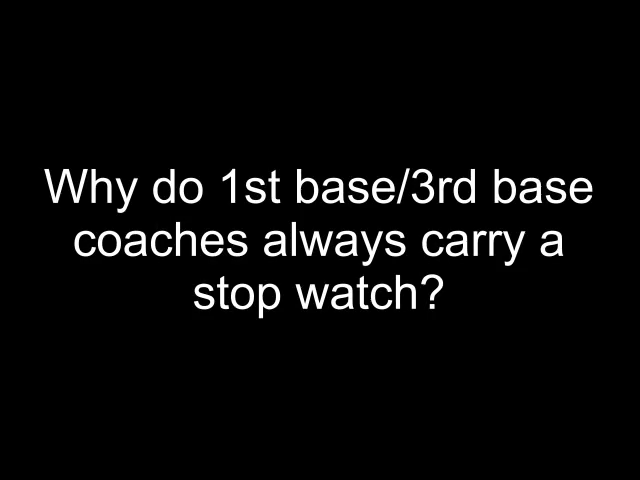 Why do 1st base/3rd base
coaches always carry a
stop watch?